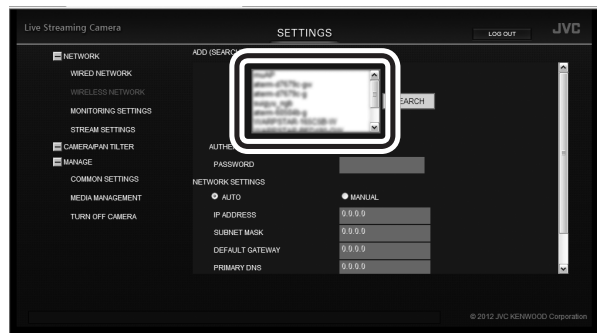 Live Streaming Camera
SETTINGS
LOG OUT
JVC
NETWORK
WIRED NETWORK
WIRELESS NETWORK
MONITORING SETTINGS
STREAM SETTINGS
CAMERA/PAN TILTER
MANAGE
COMMON SETTINGS
MEDIA MANAGEMENT
TURN OFF CAMERA
ADD (SEARCH
EARCH
AUTHE
PASSWORD
NETWORK SETTINGS
AUTO MANUAL
IP ADDRESS 0.0.0.0
SUBNET MASK 0.0.0.0
DEFAULT GATEWAY 0.0.0.0
PRIMARY DNS 0.0.0.0
© 2012 JVC KENWOOD Corporation